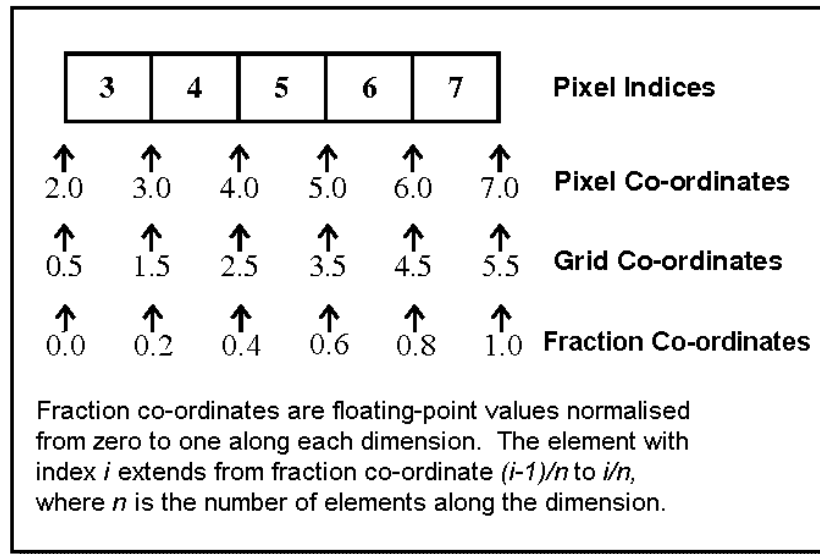 3 4 5 6 7 Pixel Indices
2.0 3.0 4.0 5.0 6.0 7.0 Pixel Co-ordinates
0.5 1.5 2.5 3.5 4.5 5.5 Grid Co-ordinates
0.0 0.2 0.4 0.6 0.8 1.0 Fraction Co-ordinates
Fraction co-ordinates are floating-point values normalised
from zero to one along each dimension. The element with
index i extends from fraction co-ordinate (i-1)/n to i/n,
where n is the number of elements along the dimension.